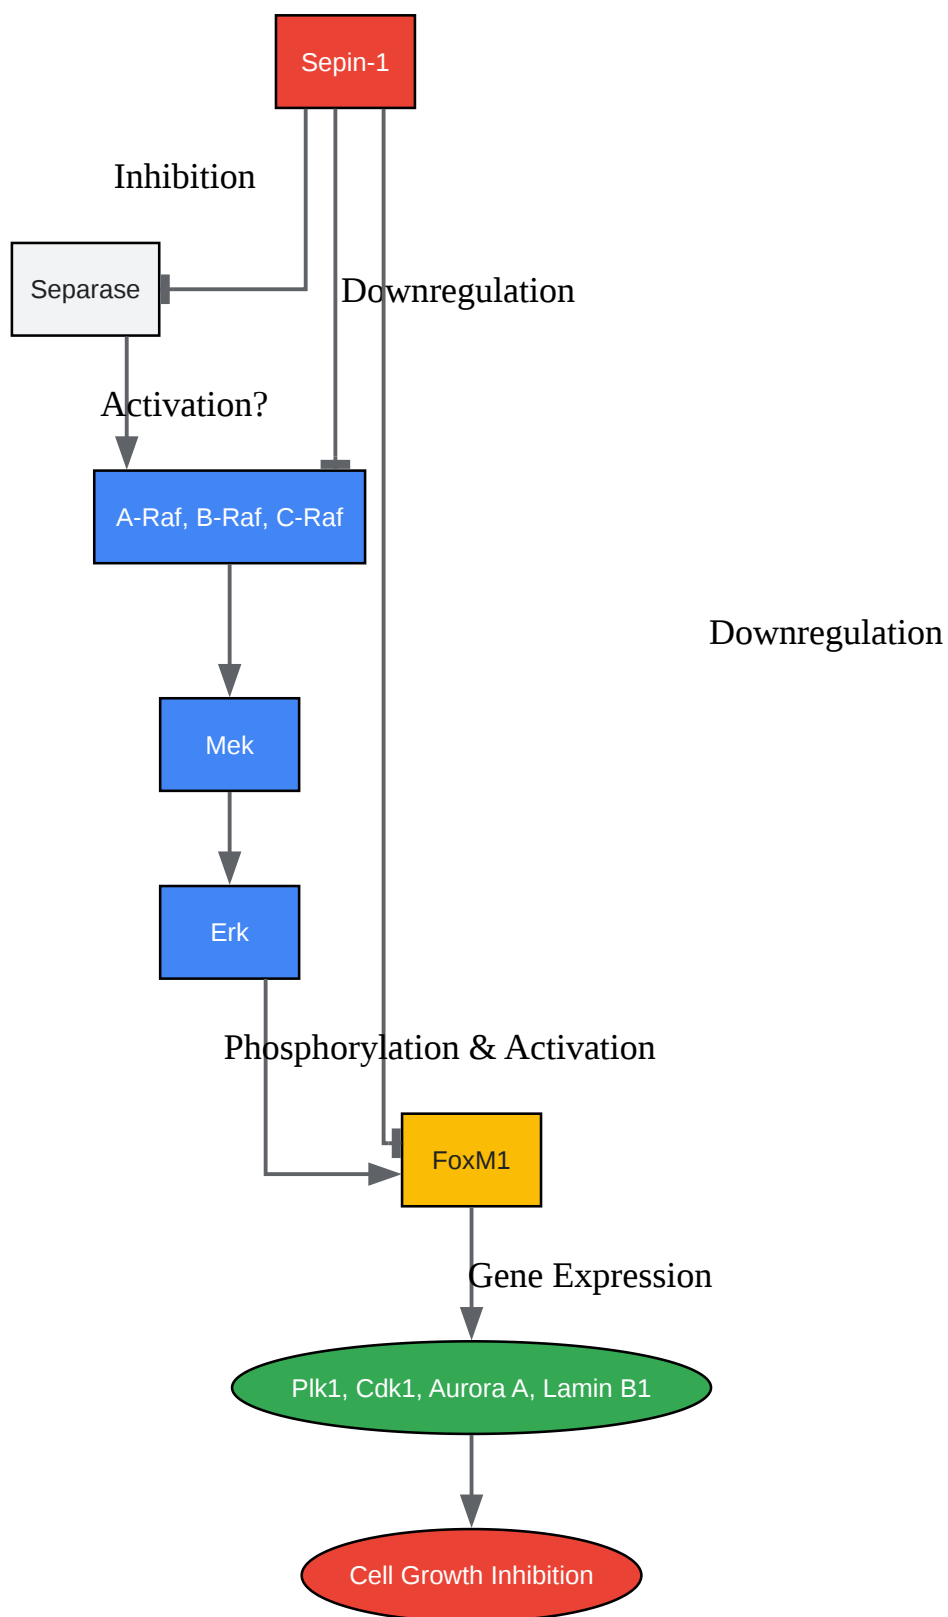 Sepin-1
Inhibition
Separase
Downregulation
Activation?
A-Raf, B-Raf, C-Raf
Downregulation
Mek
Erk
Phosphorylation & Activation
FoxM1
Gene Expression
Plk1, Cdk1, Aurora A, Lamin B1
Cell Growth Inhibition